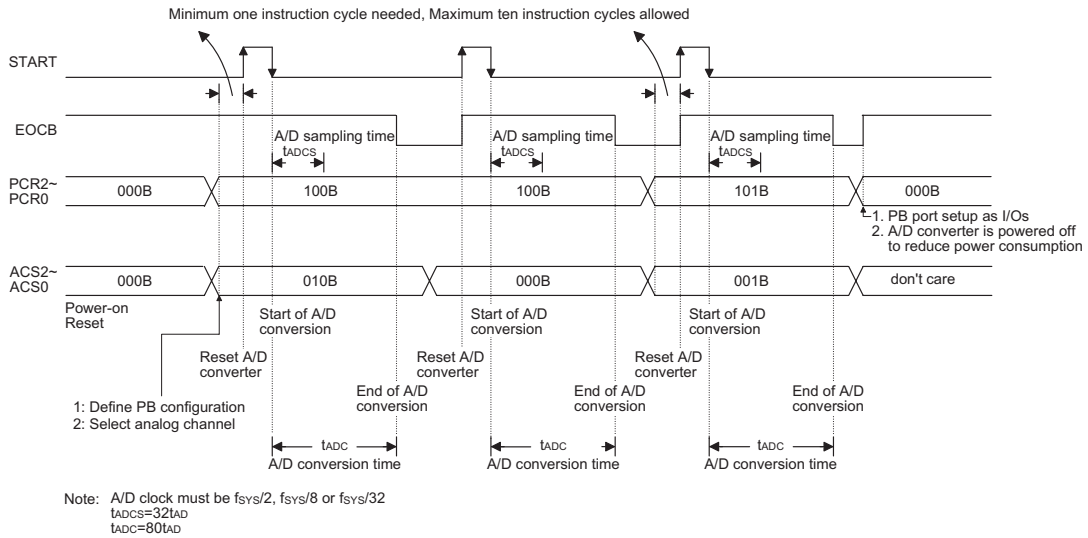 Minimum one instruction cycle needed, Maximum ten instruction cycles allowed
START
EOCB
A/D sampling time
tADCS
A/D sampling time
tADCS
A/D sampling time
tADCS
PCR2~
PCR0
000B
100B
100B
101B
000B
1. PB port setup as I/Os
2. A/D converter is powered off
to reduce power consumption
ACS2~
ACS0
000B
010B
000B
001B
don't care
Power-on
Reset
Start of A/D
conversion
Start of A/D
conversion
Start of A/D
conversion
Reset A/D
converter
Reset A/D
converter
Reset A/D
converter
1: Define PB configuration
2: Select analog channel
End of A/D
conversion
End of A/D
conversion
End of A/D
conversion
tADC
A/D conversion time
tADC
A/D conversion time
tADC
A/D conversion time
Note: A/D clock must be fSYS/2, fSYS/8 or fSYS/32
tADCS=32tAD
tADC=80tAD